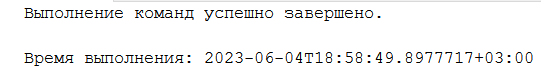 Выполнение команд успешно завершено.
Время выполнения: 2023-06-04T18:58:49.8977717+03:00